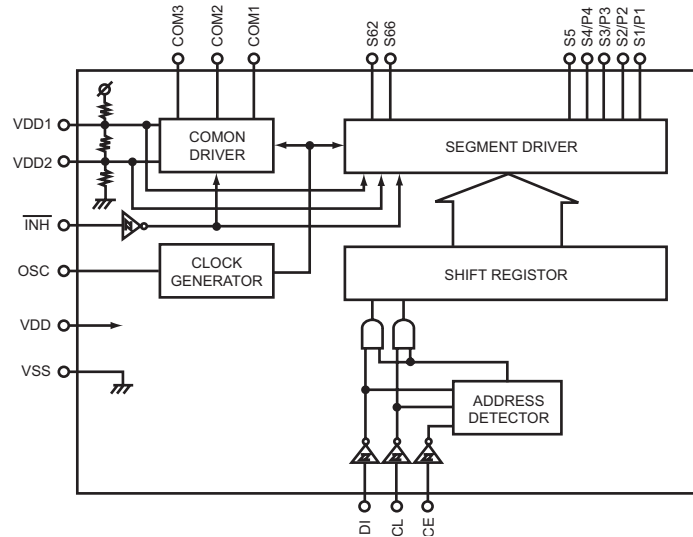 COM3
COM2
COM1
S62
S66
S5
S4/P4
S3/P3
S2/P2
S1/P1
VDD1
VDD2
INH
OSC
VDD
VSS
COMON
DRIVER
SEGMENT DRIVER
CLOCK
GENERATOR
SHIFT REGISTOR
ADDRESS
DETECTOR
DI
CL
CE